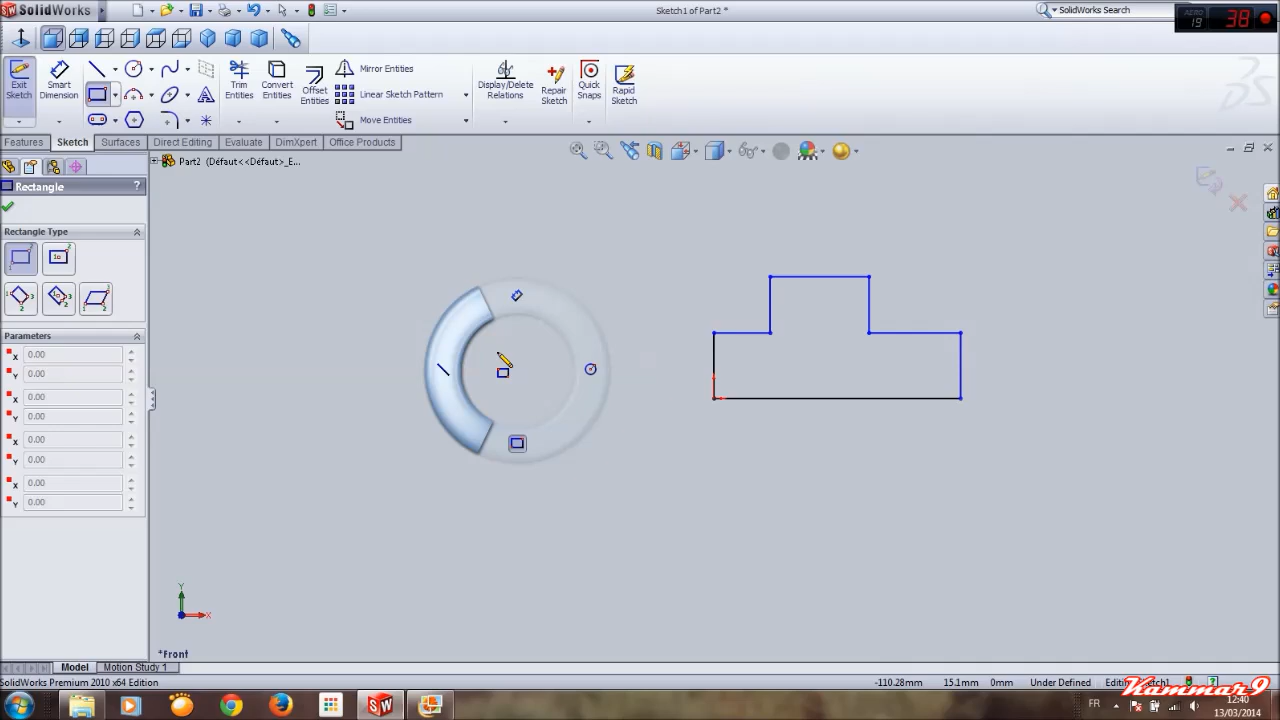 SolidWorks
Sketch1 of Part2 *
SolidWorks Search
AERO
19
38
Exit
Sketch
Smart
Dimension
Trim
Entities
Convert
Entities
Offset
Entities
Mirror Entities
Linear Sketch Pattern
Move Entities
Display/Delete
Relations
Repair
Sketch
Quick
Snaps
Rapid
Sketch
Features
Sketch
Surfaces
Direct Editing
Evaluate
DimXpert
Office Products
Part2 (Défaut<<Défaut>_E...
Rectangle
?
Rectangle Type
Parameters
X 0.00
Y 0.00
X 0.00
Y 0.00
X 0.00
Y 0.00
X 0.00
Y 0.00
Y
X
*Front
Model
Motion Study 1
SolidWorks Premium 2010 x64 Edition
-110.28mm
15.1mm
0mm
Under Defined
Kammar9
FR
12:40
13/03/2014